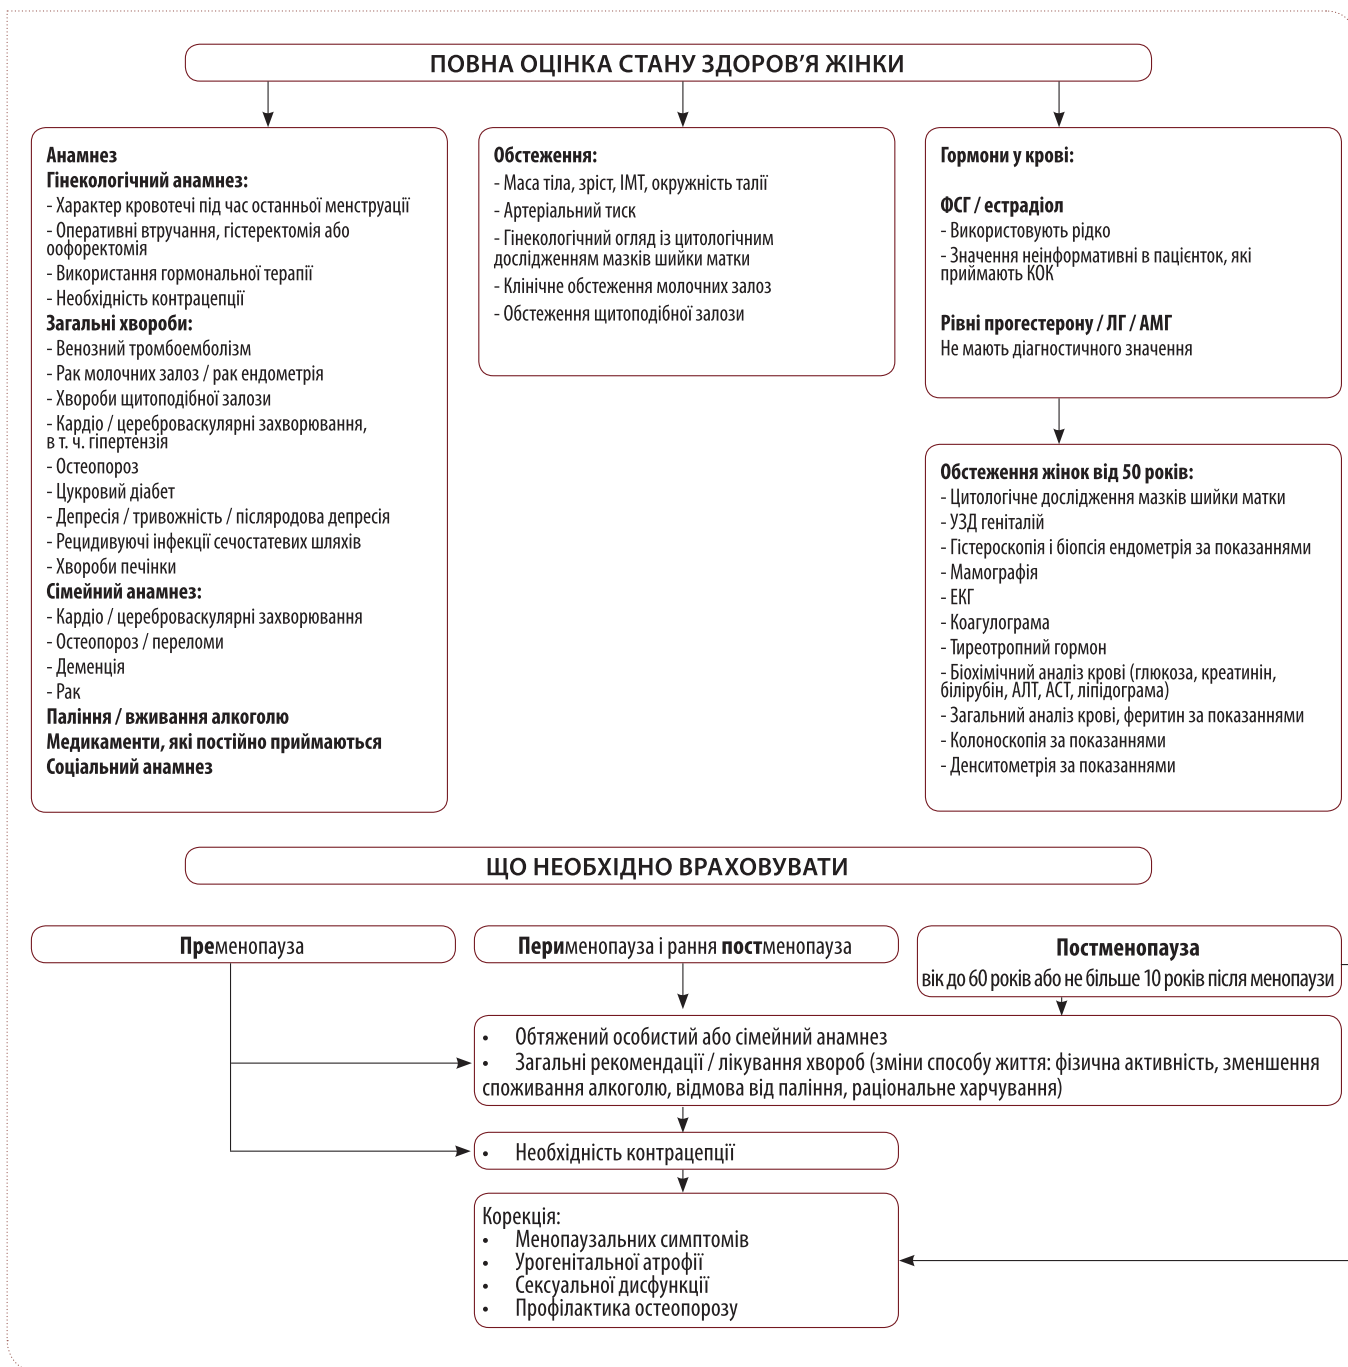 ПОВНА ОЦІНКА СТАНУ ЗДОРОВ’Я ЖІНКИ
Анамнез
Гінекологічний анамнез:
- Характер кровотечі під час останньої менструації
- Оперативні втручання, гістеректомія або
оофоректомія
- Використання гормональної терапії
- Необхідність контрацепції
Загальні хвороби:
- Венозний тромбоемболізм
- Рак молочних залоз / рак ендометрія
- Хвороби щитоподібної залози
- Кардіо / цереброваскулярні захворювання,
в т. ч. гіпертензія
- Остеопороз
- Цукровий діабет
- Депресія / тривожність / післяродова депресія
- Рецидивуючі інфекції сечостатевих шляхів
- Хвороби печінки
Сімейний анамнез:
- Кардіо / цереброваскулярні захворювання
- Остеопороз / переломи
- Деменція
- Рак
Паління / вживання алкоголю
Медикаменти, які постійно приймаються
Соціальний анамнез
Обстеження:
- Маса тіла, зріст, ІМТ, окружність талії
- Артеріальний тиск
- Гінекологічний огляд із цитологічним
дослідженням мазків шийки матки
- Клінічне обстеження молочних залоз
- Обстеження щитоподібної залози
Гормони у крові:
ФСГ / естрадіол
- Використовують рідко
- Значення неінформативні в пацієнток, які
приймають КОК
Рівні прогестерону / ЛГ / АМГ
Не мають діагностичного значення
Обстеження жінок від 50 років:
- Цитологічне дослідження мазків шийки матки
- УЗД геніталій
- Гістероскопія і біопсія ендометрія за показаннями
- Мамографія
- ЕКГ
- Коагулограма
- Тиреотропний гормон
- Біохімічний аналіз крові (глюкоза, креатинін,
білірубін, АЛТ, АСТ, ліпідограма)
- Загальний аналіз крові, феритин за показаннями
- Колоноскопія за показаннями
- Денситометрія за показаннями
ЩО НЕОБХІДНО ВРАХОВУВАТИ
Пременопауза
Перименопауза і рання постменопауза
Постменопауза
вік до 60 років або не більше 10 років після менопаузи
• Обтяжений особистий або сімейний анамнез
• Загальні рекомендації / лікування хвороб (зміни способу життя: фізична активність, зменшення
споживання алкоголю, відмова від паління, раціональне харчування)
• Необхідність контрацепції
Корекція:
• Менопаузальних симптомів
• Урогенітальної атрофії
• Сексуальної дисфункції
• Профілактика остеопорозу